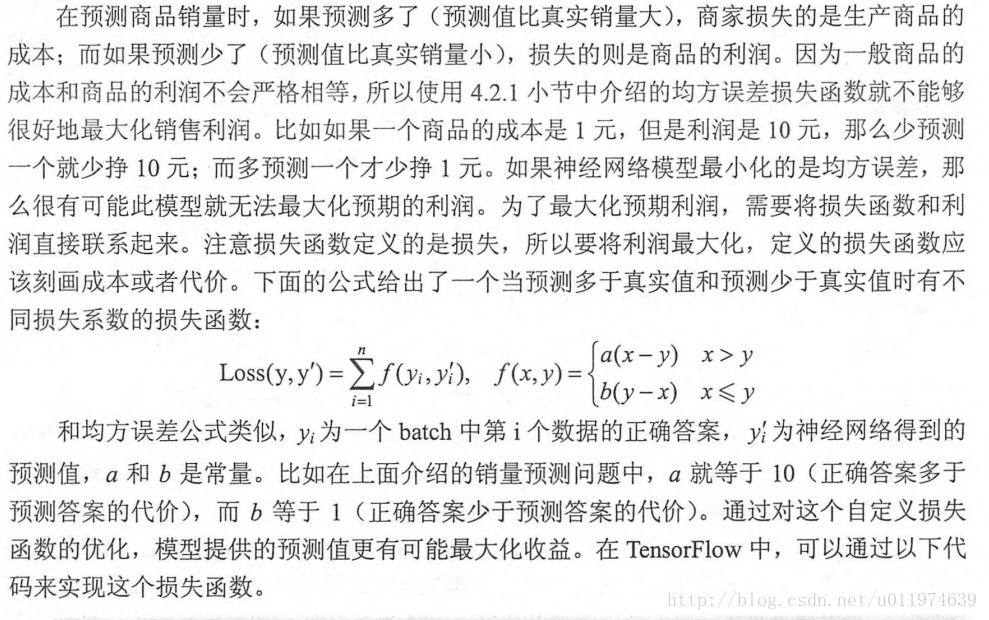 在预测商品销量时，如果预测多了（预测值比真实销量大），商家损失的是生产商品的
成本；而如果预测少了（预测值比真实销量小），损失的则是商品的利润。因为一般商品的
成本和商品的利润不会严格相等，所以使用 4.2.1 小节中介绍的均方误差损失函数就不能够
很好地最大化销售利润。比如如果一个商品的成本是 1 元，但是利润是 10 元，那么少预测
一个就少挣 10 元；而多预测一个才少挣 1 元。如果神经网络模型最小化的是均方误差，那
么很有可能此模型就无法最大化预期的利润。为了最大化预期利润，需要将损失函数和利
润直接联系起来。注意损失函数定义的是损失，所以要将利润最大化，定义的损失函数应
该刻画成本或者代价。下面的公式给出了一个当预测多于真实值和预测少于真实值时有不
同损失系数的损失函数：
Loss(y,y′) = ∑_{i=1}^{n} f(y_i, y′_i),   f(x,y) = { a(x−y)   x > y
b(y−x)   x ⩽ y
和均方误差公式类似，y_i 为一个 batch 中第 i 个数据的正确答案，y′_i 为神经网络得到的
预测值，a 和 b 是常量。比如在上面介绍的销量预测问题中，a 就等于 10（正确答案多于
预测答案的代价），而 b 等于 1（正确答案少于预测答案的代价）。通过对这个自定义损失
函数的优化，模型提供的预测值更有可能最大化收益。在 TensorFlow 中，可以通过以下代
码来实现这个损失函数。
http://blog.csdn.net/u011974639